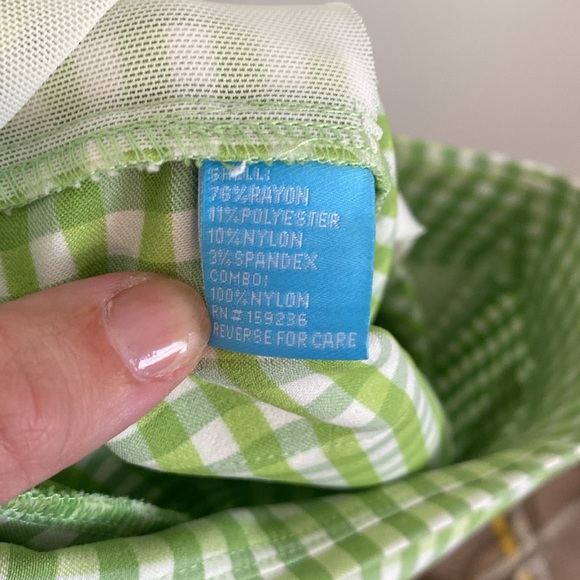 SHELL:
76%RAYON
11%POLYESTER
10%NYLON
3%SPANDEX
COMBO:
100%NYLON
RN#159236
REVERSE FOR CARE